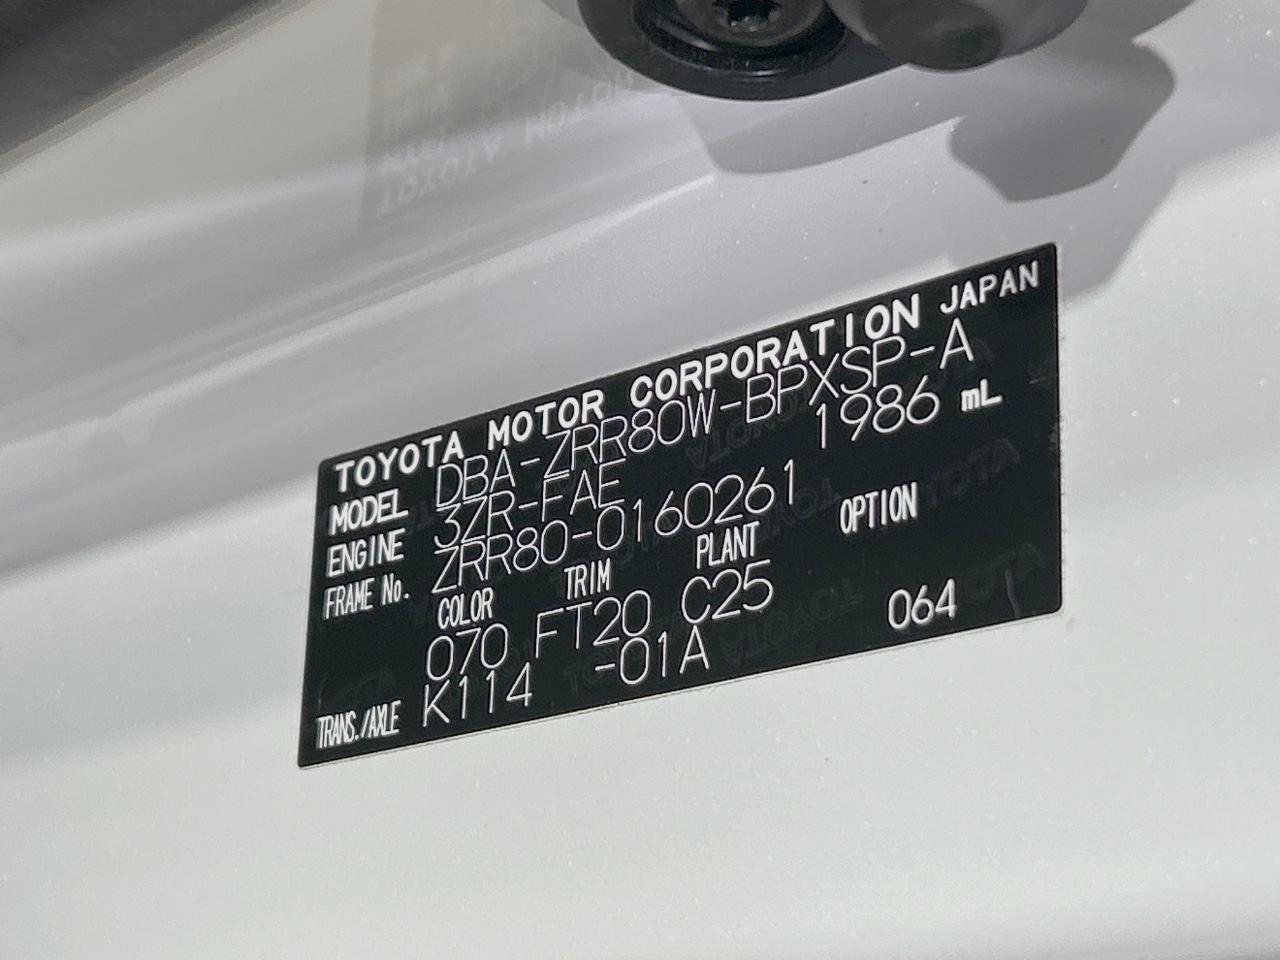 TOYOTA MOTOR CORPORATION JAPAN
MODEL DBA-ZRR80W-BPXSP-A
ENGINE 3ZR-FAE 1986 mL
FRAME No. ZRR80-0160261
COLOR TRIM PLANT OPTION
070 FT20 C25
TRANS./AXLE K114 -01A 064